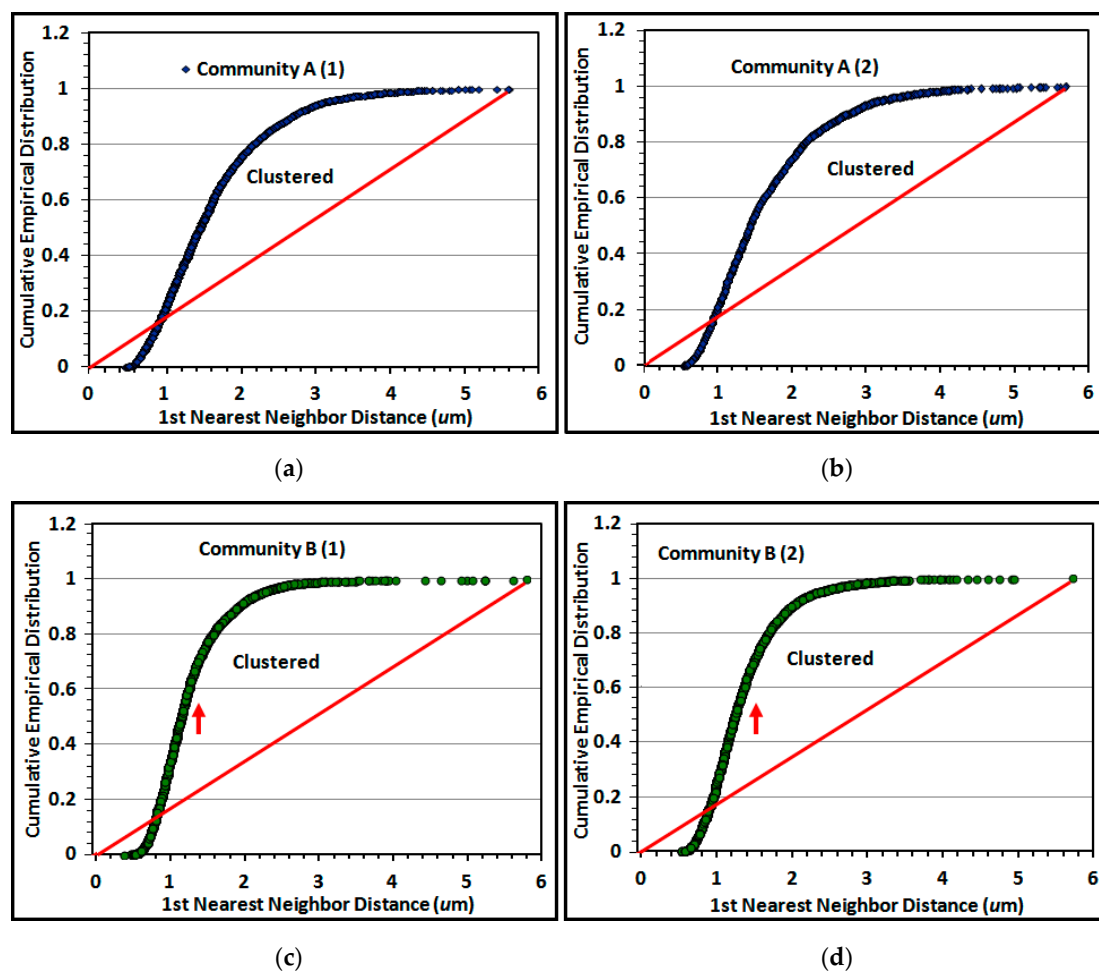 Cumulative Empirical Distribution
1.2
1
0.8
0.6
0.4
0.2
0
Community A (1)
Clustered
0 1 2 3 4 5 6
1st Nearest Neighbor Distance (um)
(a)
Cumulative Empirical Distribution
1.2
1
0.8
0.6
0.4
0.2
0
Community A (2)
Clustered
0 1 2 3 4 5 6
1st Nearest Neighbor Distance (um)
(b)
Cumulative Empirical Distribution
1.2
1
0.8
0.6
0.4
0.2
0
Community B (1)
Clustered
0 1 2 3 4 5 6
1st Nearest Neighbor Distance (um)
(c)
Cumulative Empirical Distribution
1.2
1
0.8
0.6
0.4
0.2
0
Community B (2)
Clustered
0 1 2 3 4 5 6
1st Nearest Neighbor Distance (um)
(d)